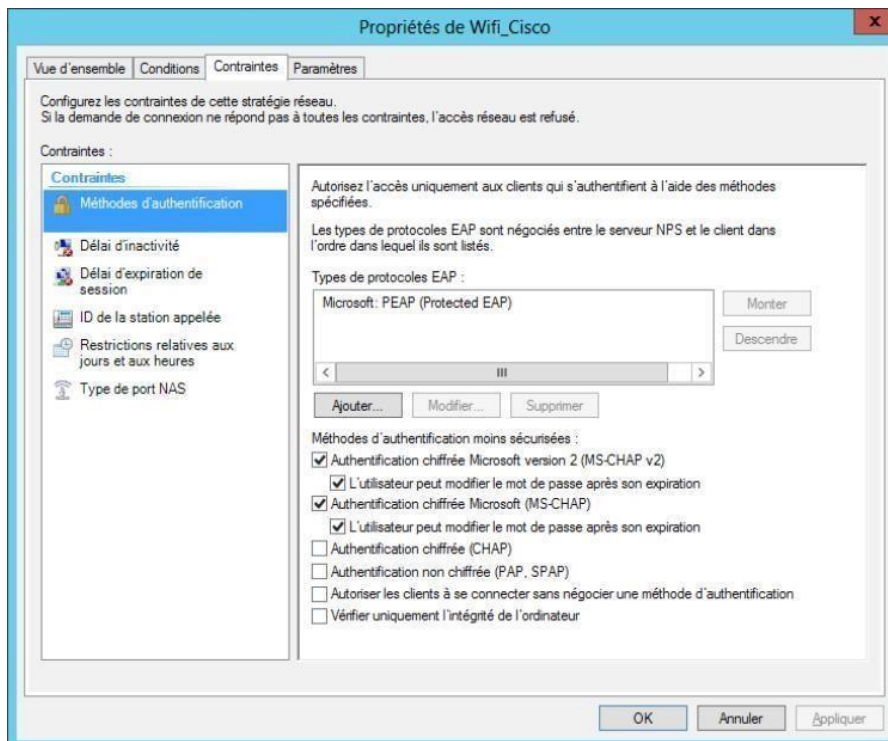 Propriétés de Wifi_Cisco
x
Vue d'ensemble Conditions Contraintes Paramètres
Configurez les contraintes de cette stratégie réseau.
Si la demande de connexion ne répond pas à toutes les contraintes, l'accès réseau est refusé.
Contraintes :
Contraintes
Méthodes d'authentification
Délai d'inactivité
Délai d'expiration de
session
ID de la station appelée
Restrictions relatives aux
jours et aux heures
Type de port NAS
Autorisez l'accès uniquement aux clients qui s'authentifient à l'aide des méthodes
spécifiées.
Les types de protocoles EAP sont négociés entre le serveur NPS et le client dans
l'ordre dans lequel ils sont listés.
Types de protocoles EAP :
Microsoft: PEAP (Protected EAP)
Monter
Descendre
Ajouter... Modifier... Supprimer
Méthodes d'authentification moins sécurisées :
Authentification chiffrée Microsoft version 2 (MS-CHAP v2)
L'utilisateur peut modifier le mot de passe après son expiration
Authentification chiffrée Microsoft (MS-CHAP)
L'utilisateur peut modifier le mot de passe après son expiration
Authentification chiffrée (CHAP)
Authentification non chiffrée (PAP, SPAP)
Autoriser les clients à se connecter sans négocier une méthode d'authentification
Vérifier uniquement l'intégrité de l'ordinateur
OK Annuler Appliquer